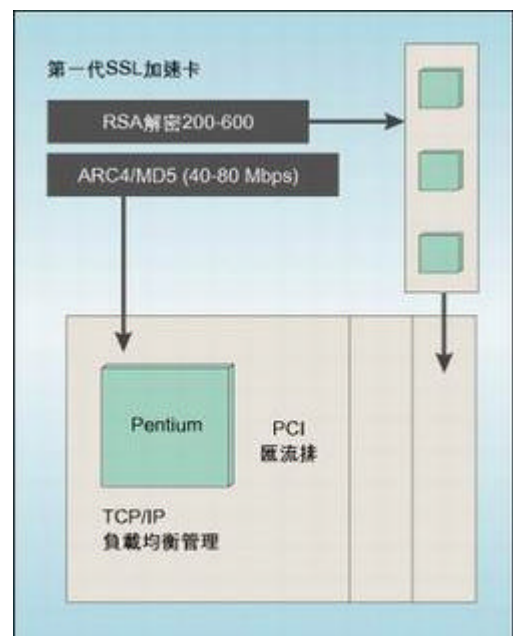 第一代SSL加速卡
RSA解密200-600
ARC4/MD5 (40-80 Mbps)
Pentium
PCI
匯流排
TCP/IP
負載均衡管理